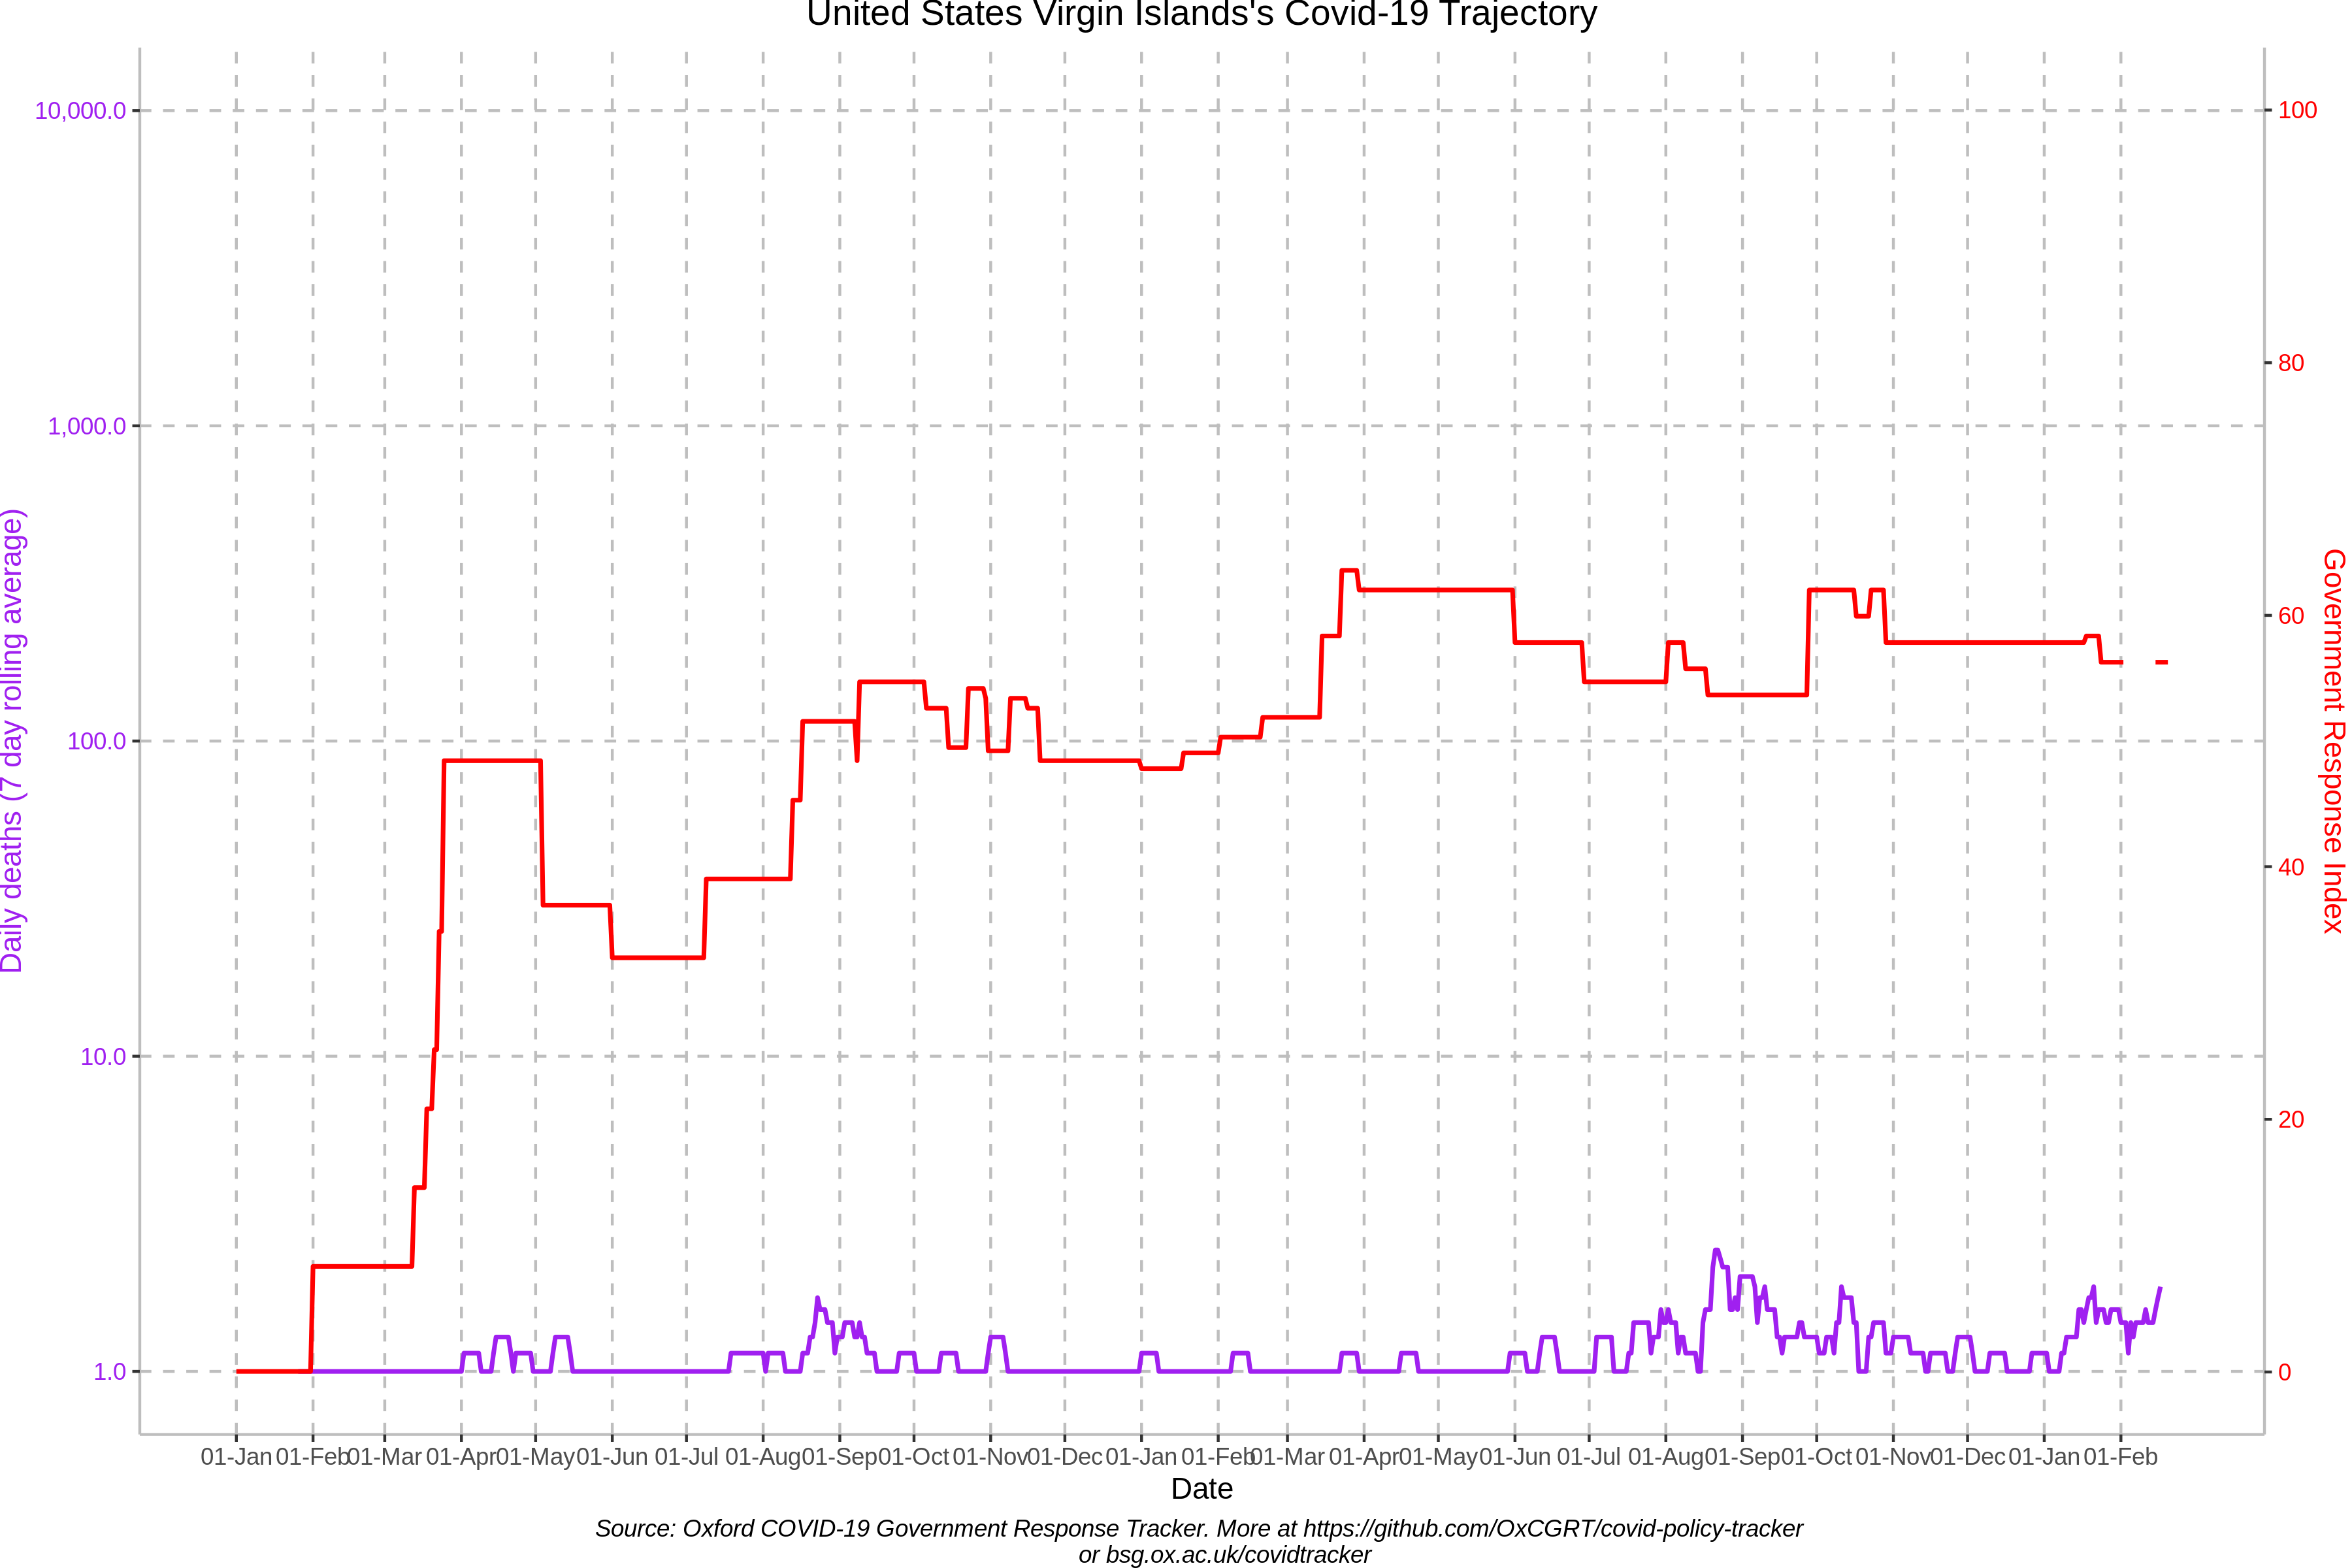 United States Virgin Islands's Covid-19 Trajectory
10,000.0
1,000.0
100.0
10.0
1.0
Daily deaths (7 day rolling average)
100
80
60
40
20
0
Government Response Index
01-Jan 01-Feb 01-Mar 01-Apr 01-May 01-Jun 01-Jul 01-Aug 01-Sep 01-Oct 01-Nov 01-Dec 01-Jan 01-Feb 01-Mar 01-Apr 01-May 01-Jun 01-Jul 01-Aug 01-Sep 01-Oct 01-Nov 01-Dec 01-Jan 01-Feb
Date
Source: Oxford COVID-19 Government Response Tracker. More at https://github.com/OxCGRT/covid-policy-tracker
or bsg.ox.ac.uk/covidtracker